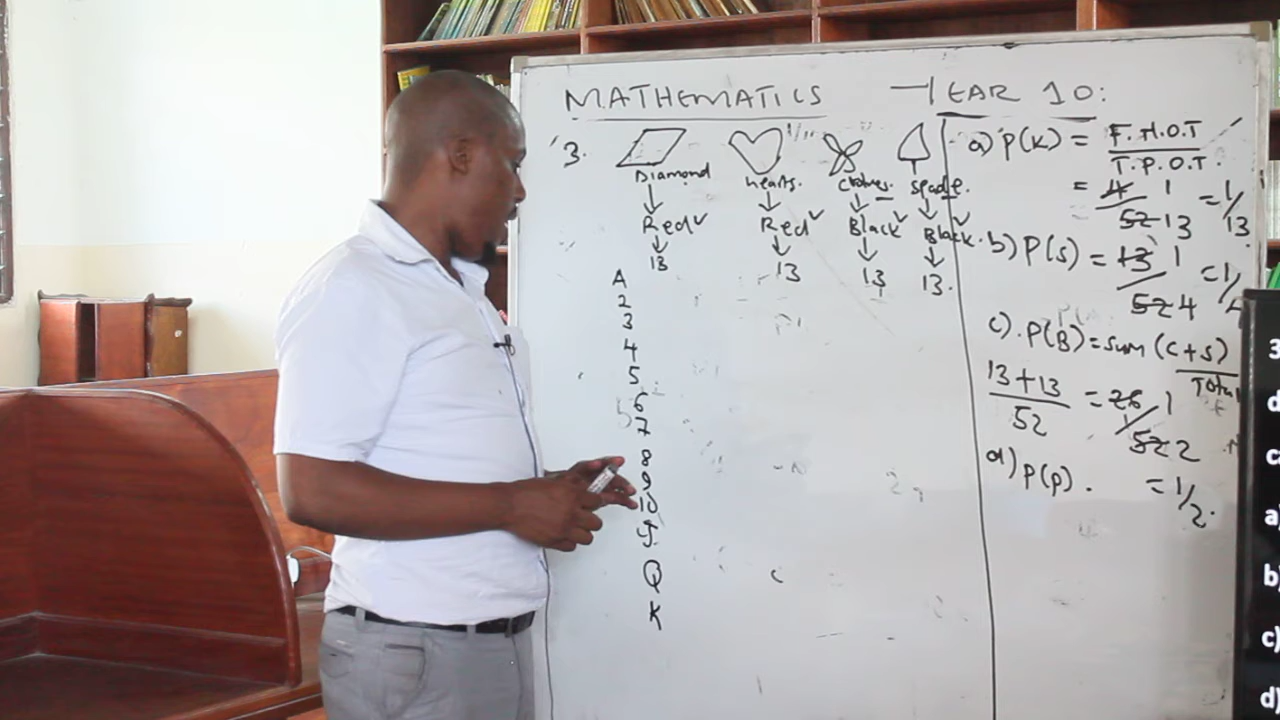 MATHEMATICS YEAR 10:
3.
Diamond hearts. spade.
Red Red Black Black.
13 13 13 13.
A
2
3
4
5
6
7
8
9
10
J
Q
K
a) P(K) = F.H.O.T / T.P.O.T.
= 4/52 1/13 = 1/13
b) P(S) = 13/52 1/4 = 1/
c). P(B) = sum (C+S) / Total
13+13 / 52 = 26/52 1/2
d) P(P). = 1/2.
3
d
c
a)
b)
c)
d)